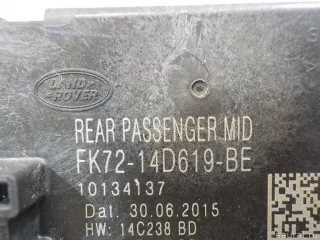 LAND-
ROVER
REAR PASSENGER MID
FK72-14D619-BE
10134137
Dat. 30.06.2015
HW: 14C238 BD